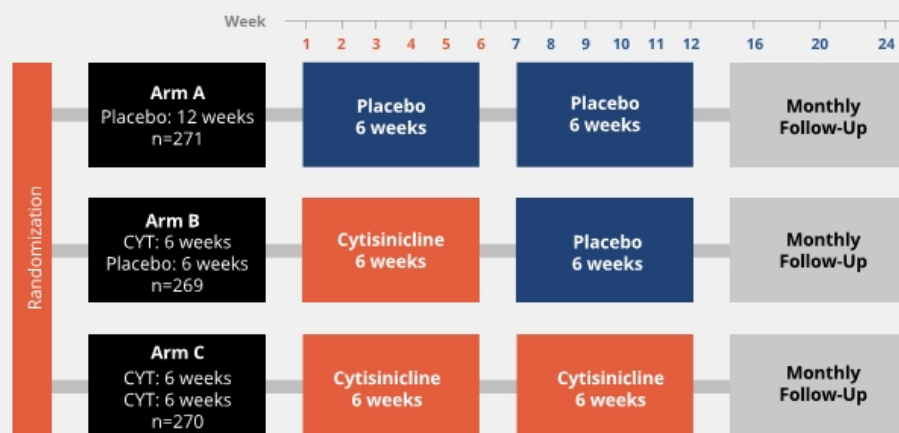 Week
1 2 3 4 5 6 7 8 9 10 11 12 16 20 24
Randomization
Arm A
Placebo: 12 weeks
n=271
Placebo
6 weeks
Placebo
6 weeks
Monthly
Follow-Up
Arm B
CYT: 6 weeks
Placebo: 6 weeks
n=269
Cytisinicline
6 weeks
Placebo
6 weeks
Monthly
Follow-Up
Arm C
CYT: 6 weeks
CYT: 6 weeks
n=270
Cytisinicline
6 weeks
Cytisinicline
6 weeks
Monthly
Follow-Up